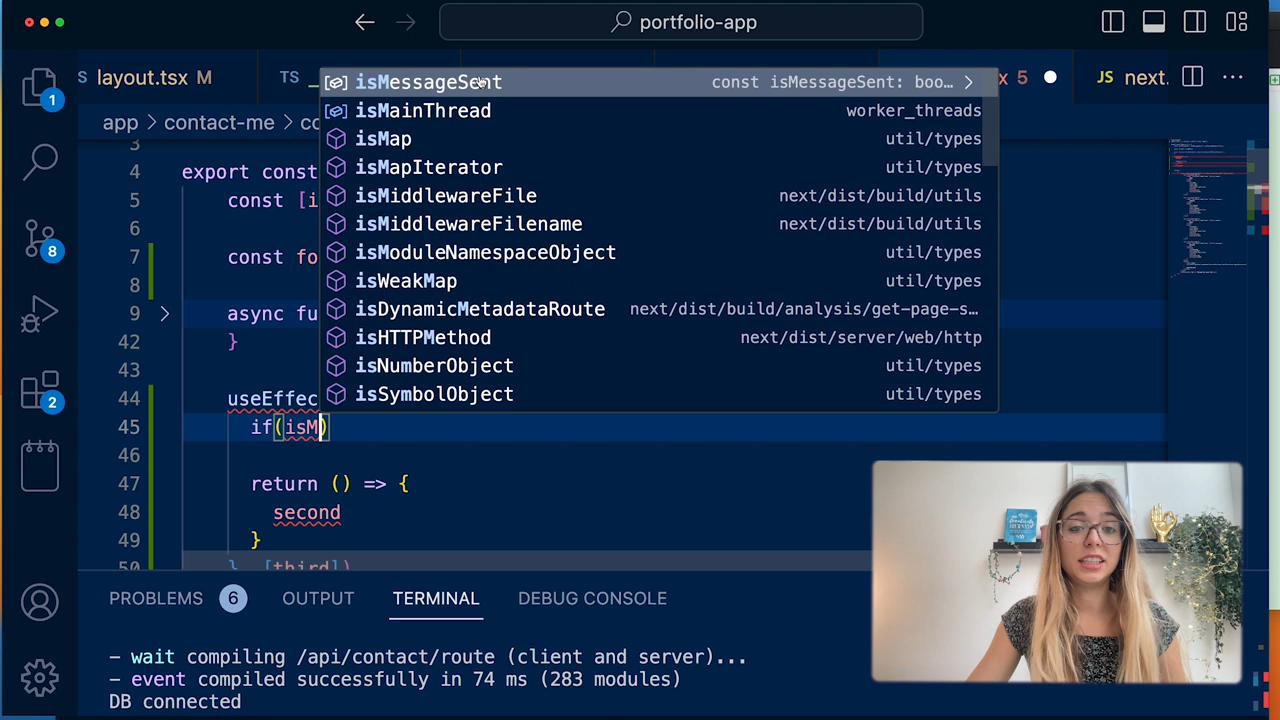 portfolio-app
layout.tsx M
TS
x 5
JS next.
app > contact-me > co
isMessageSent const isMessageSent: boo…
isMainThread worker_threads
isMap util/types
isMapIterator util/types
isMiddlewareFile next/dist/build/utils
isMiddlewareFilename next/dist/build/utils
isModuleNamespaceObject util/types
isWeakMap util/types
isDynamicMetadataRoute next/dist/build/analysis/get-page-s…
isHTTPMethod next/dist/server/web/http
isNumberObject util/types
isSymbolObject util/types
3
4 export const
5 const [i
6
7 const fo
8
9 async fu
42 }
43
44 useEffec
45 if(isM)
46
47 return () => {
48 second
49 }
50 }, [third])
1
8
2
PROBLEMS 6 OUTPUT TERMINAL DEBUG CONSOLE
- wait compiling /api/contact/route (client and server)...
- event compiled successfully in 74 ms (283 modules)
DB connected